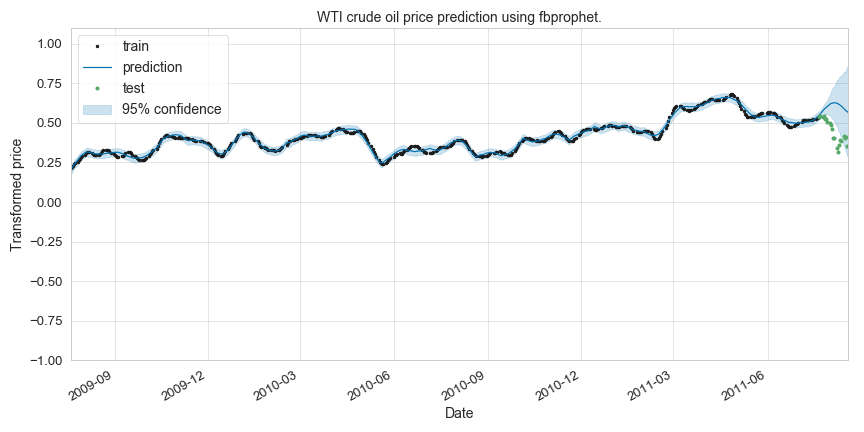 WTI crude oil price prediction using fbprophet.
train
prediction
test
95% confidence
1.00
0.75
0.50
0.25
0.00
−0.25
−0.50
−0.75
−1.00
Transformed price
2009-09
2009-12
2010-03
2010-06
2010-09
2010-12
2011-03
2011-06
Date